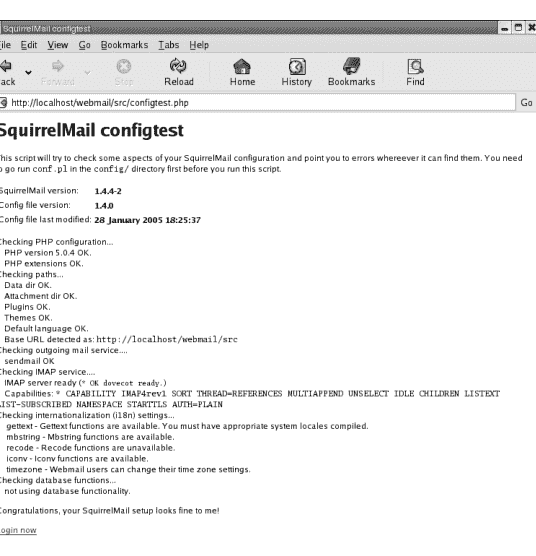 SquirrelMail configtest
ile Edit View Go Bookmarks Tabs Help
ack Forward Stop Reload Home History Bookmarks Find
http://localhost/webmail/src/configtest.php Go
SquirrelMail configtest
This script will try to check some aspects of your SquirrelMail configuration and point you to errors whereever it can find them. You need
o go run conf.pl in the config/ directory first before you run this script.
SquirrelMail version: 1.4.4-2
Config file version: 1.4.0
Config file last modified: 28 January 2005 18:25:37
Checking PHP configuration...
PHP version 5.0.4 OK.
PHP extensions OK.
Checking paths...
Data dir OK.
Attachment dir OK.
Plugins OK.
Themes OK.
Default language OK.
Base URL detected as: http://localhost/webmail/src
Checking outgoing mail service....
sendmail OK
Checking IMAP service....
IMAP server ready (* OK dovecot ready.)
Capabilities: * CAPABILITY IMAP4rev1 SORT THREAD=REFERENCES MULTIAPPEND UNSELECT IDLE CHILDREN LISTEXT
LIST-SUBSCRIBED NAMESPACE STARTTLS AUTH=PLAIN
Checking internationalization (i18n) settings...
gettext - Gettext functions are available. You must have appropriate system locales compiled.
mbstring - Mbstring functions are available.
recode - Recode functions are unavailable.
iconv - Iconv functions are available.
timezone - Webmail users can change their time zone settings.
Checking database functions...
not using database functionality.
Congratulations, your SquirrelMail setup looks fine to me!
Login now